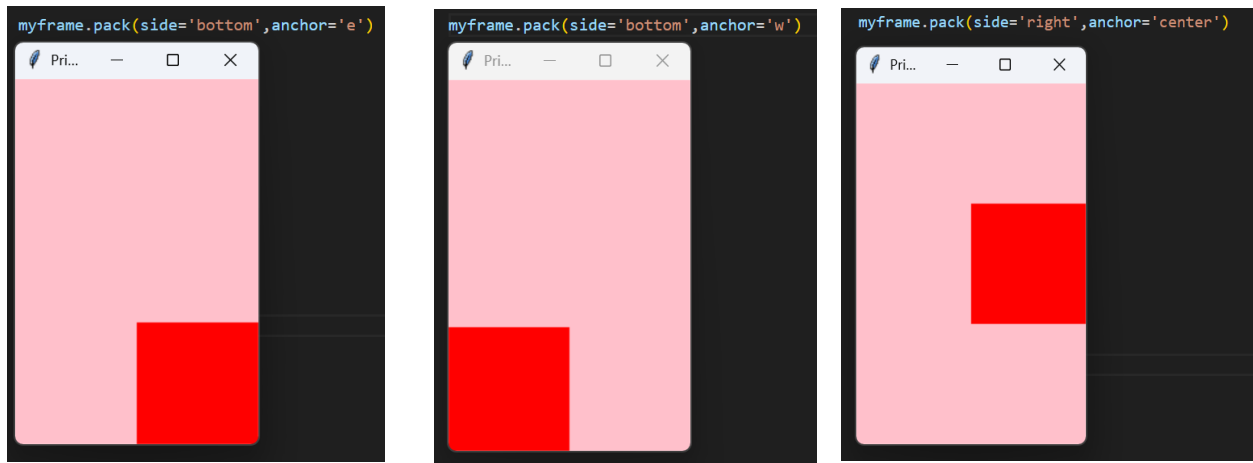 myframe.pack(side='bottom',anchor='e')
Pri...
myframe.pack(side='bottom',anchor='w')
Pri...
myframe.pack(side='right',anchor='center')
Pri...